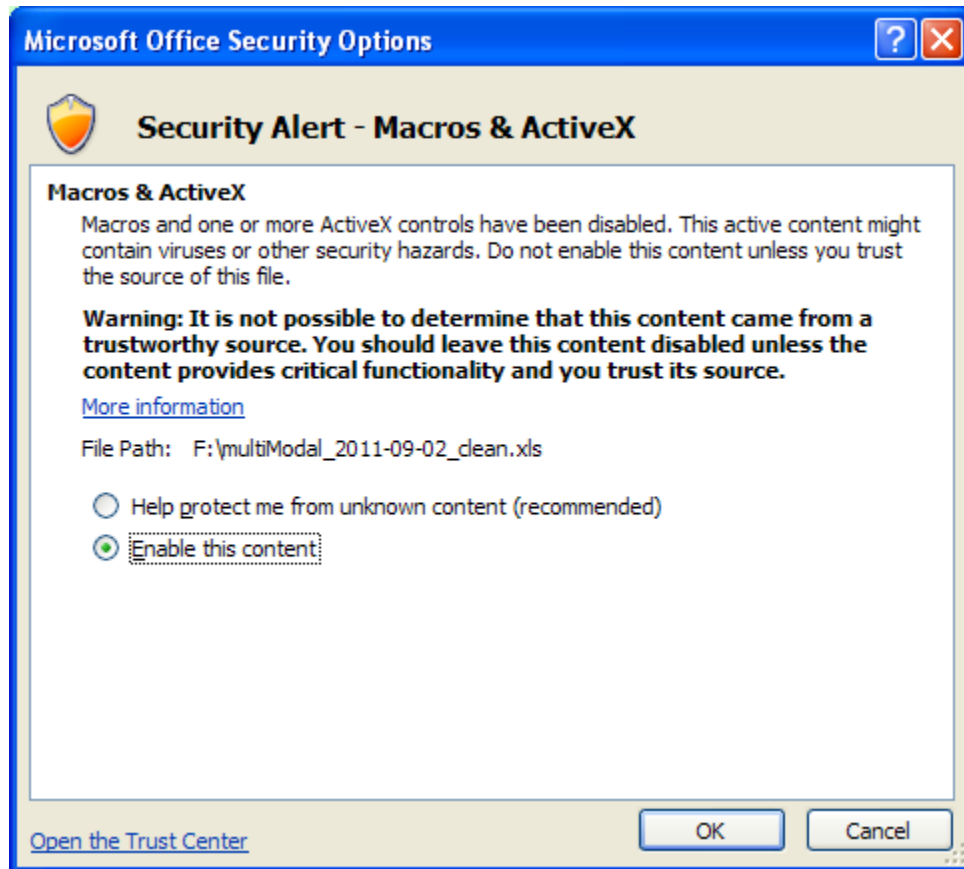 Microsoft Office Security Options
Security Alert - Macros & ActiveX
Macros & ActiveX
Macros and one or more ActiveX controls have been disabled. This active content might
contain viruses or other security hazards. Do not enable this content unless you trust
the source of this file.
Warning: It is not possible to determine that this content came from a
trustworthy source. You should leave this content disabled unless the
content provides critical functionality and you trust its source.
More information
File Path: F:\multiModal_2011-09-02_clean.xls
Help protect me from unknown content (recommended)
Enable this content
Open the Trust Center
OK
Cancel